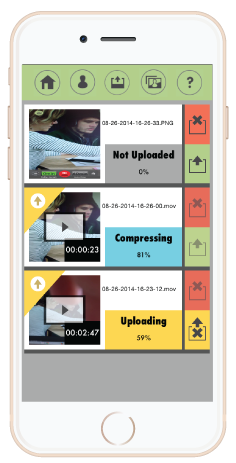 ?
08-26-2014-16-26-33.PNG
Not Uploaded
0%
08-26-2014-16-26-00.mov
00:00:23
Compressing
81%
08-26-2014-16-23-12.mov
00:02:47
Uploading
59%